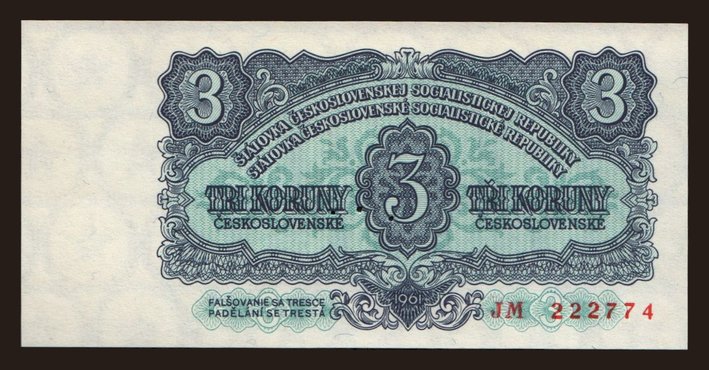 3 3
ŠTÁTOVKA ČESKOSLOVENSKEJ SOCIALISTICKEJ REPUBLIKY
STÁTOVKA ČESKOSLOVENSKÉ SOCIALISTICKÉ REPUBLIKY
TRI KORUNY 3 TŘI KORUNY
ČESKOSLOVENSKÉ ČESKOSLOVENSKÉ
FALŠOVANIE SA TRESCE 1961 JM 222774
PADĚLÁNÍ SE TRESTÁ